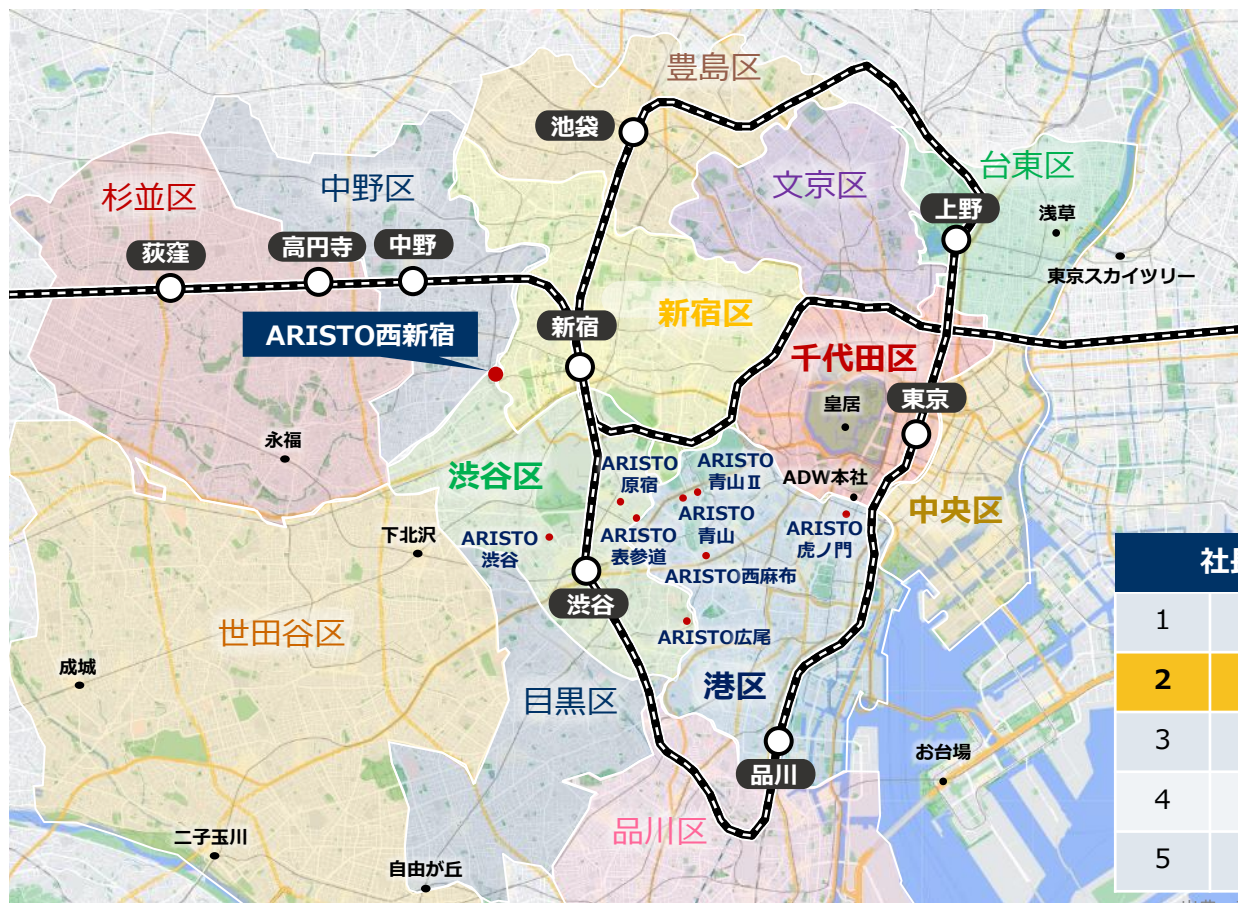 豊島区
池袋
文京区
台東区
杉並区
中野区
上野
浅草
荻窪
高円寺
中野
東京スカイツリー
新宿区
新宿
ARISTO西新宿
千代田区
皇居
東京
永福
渋谷区
ARISTO
原宿
ARISTO
青山Ⅱ
ADW本社
中央区
ARISTO
青山
ARISTO
虎ノ門
下北沢
ARISTO
渋谷
ARISTO
表参道
ARISTO西麻布
渋谷
ARISTO広尾
世田谷区
成城
目黒区
港区
品川
お台場
品川区
二子玉川
自由が丘
社
1
2
3
4
5